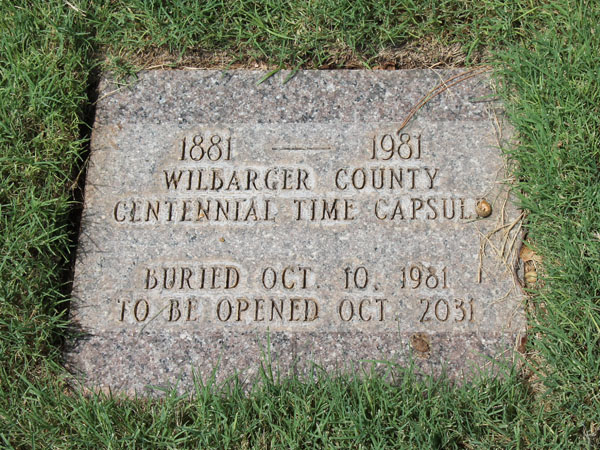 1881 — 1981
WILBARGER COUNTY
CENTENNIAL TIME CAPSULE
BURIED OCT. 10, 1981
TO BE OPENED OCT. 2031